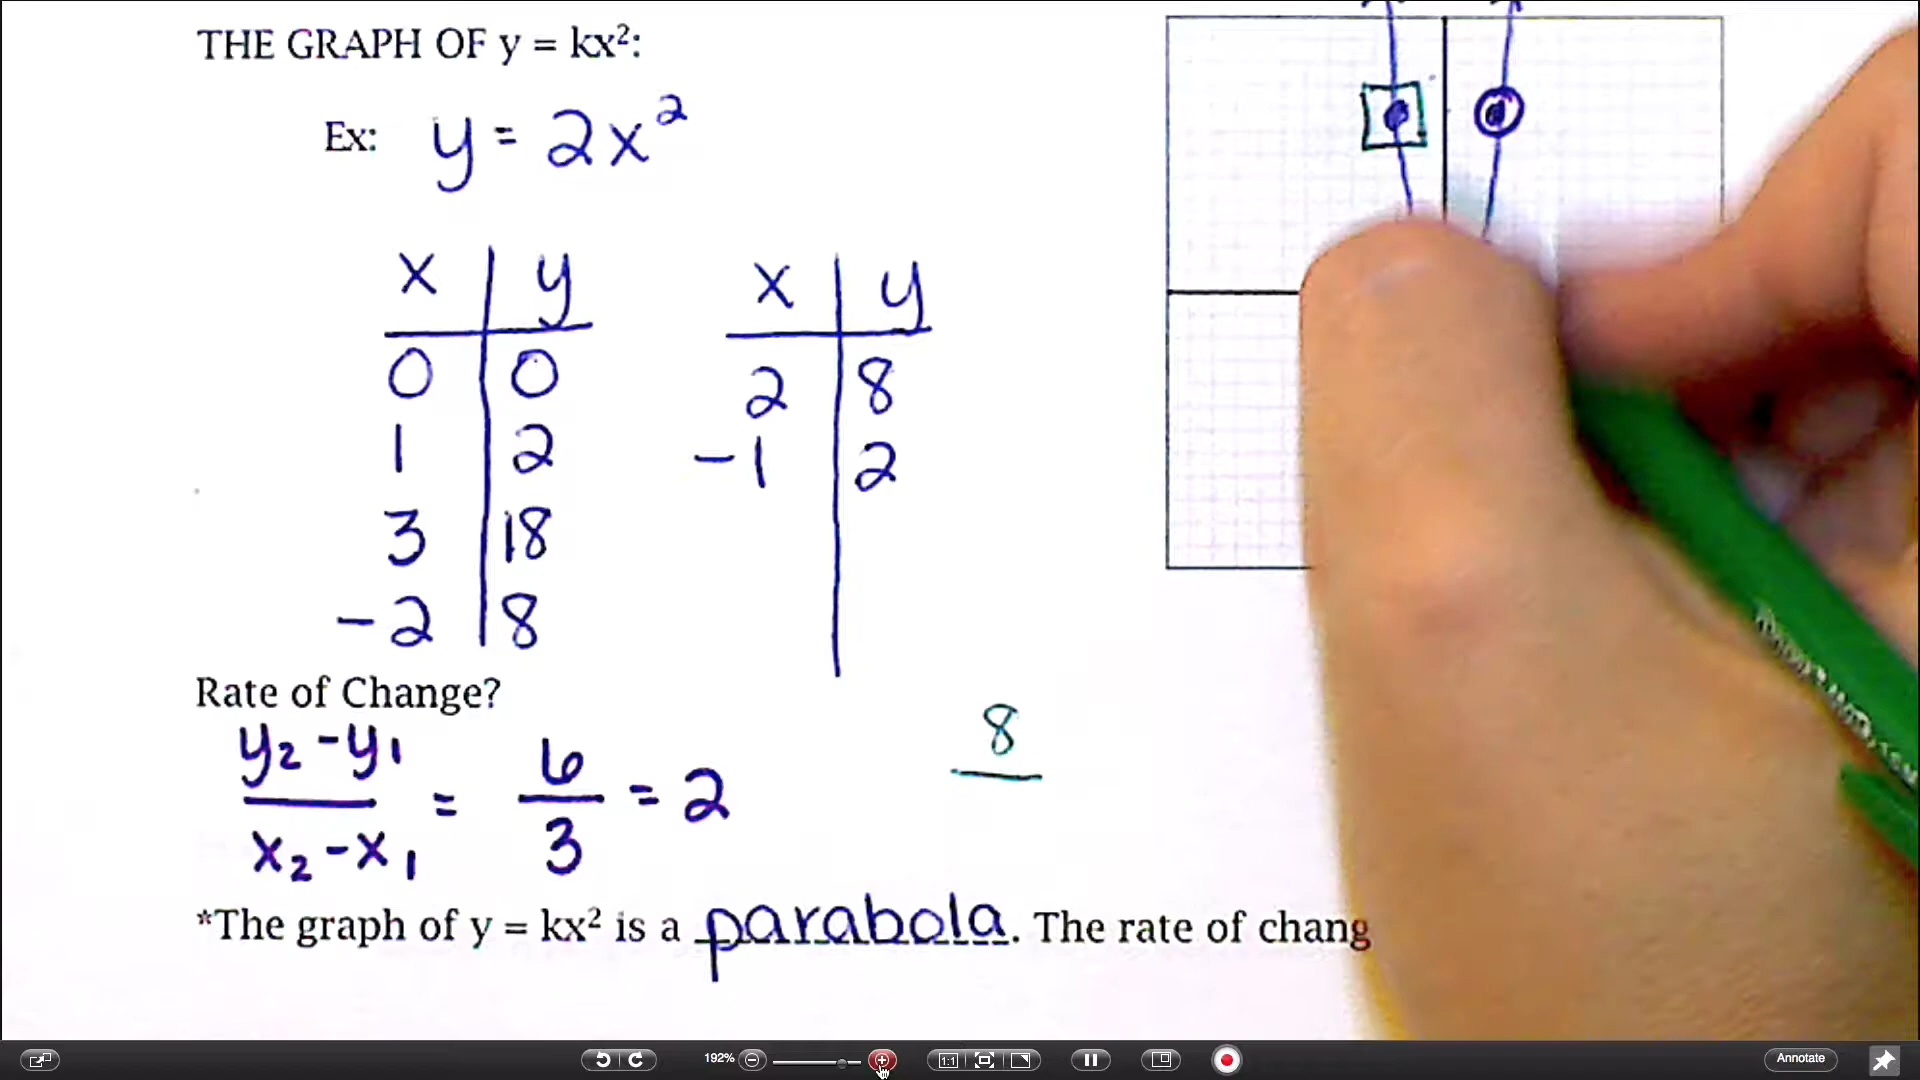 THE GRAPH OF y = kx²:
Ex: y = 2x²
x y
0 0
1 2
3 18
-2 8
x y
2 8
-1 2
Rate of Change?
y₂ - y₁ / x₂ - x₁ = 6 / 3 = 2
8
*The graph of y = kx² is a parabola. The rate of chang
192%
1:1
Annotate